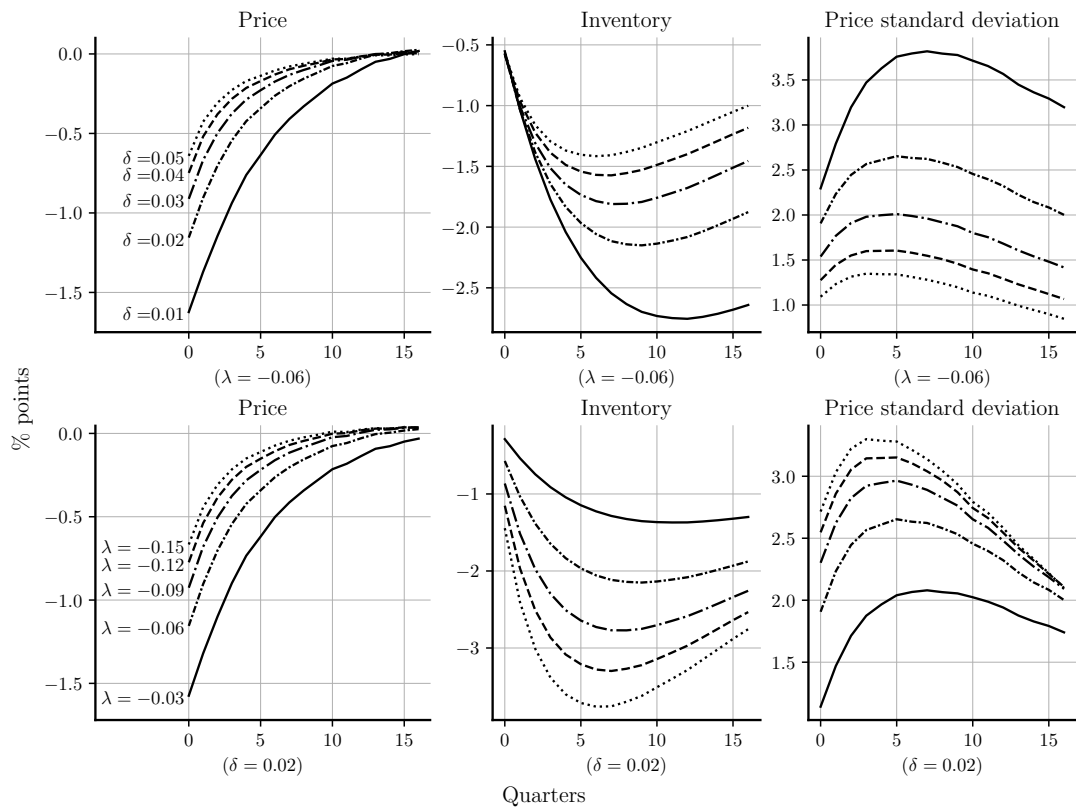 Price
Inventory
Price standard deviation
0.0
−0.5
−1.0
−1.5
δ =0.05
δ =0.04
δ =0.03
δ =0.02
δ =0.01
0 5 10 15
(λ = −0.06)
−0.5
−1.0
−1.5
−2.0
−2.5
0 5 10 15
(λ = −0.06)
3.5
3.0
2.5
2.0
1.5
1.0
0 5 10 15
(λ = −0.06)
% points
Price
Inventory
Price standard deviation
0.0
−0.5
−1.0
−1.5
λ = −0.15
λ = −0.12
λ = −0.09
λ = −0.06
λ = −0.03
0 5 10 15
(δ = 0.02)
−1
−2
−3
0 5 10 15
(δ = 0.02)
3.0
2.5
2.0
1.5
0 5 10 15
(δ = 0.02)
Quarters